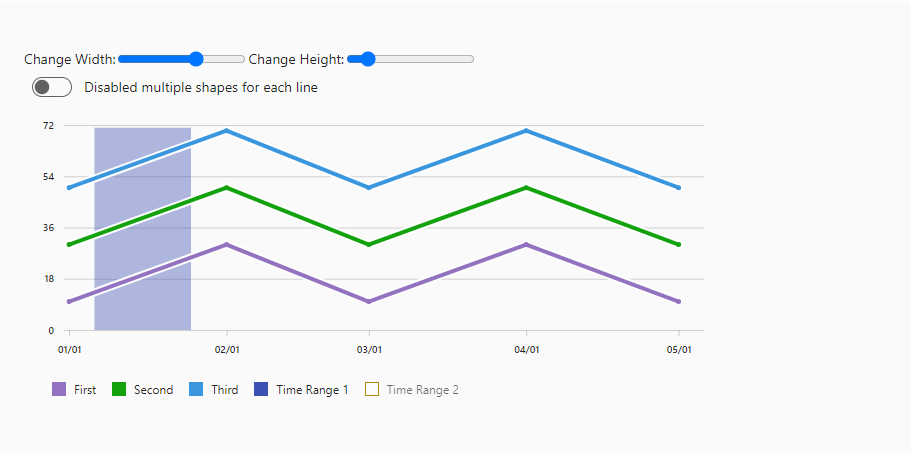 Change Width: Change Height:
Disabled multiple shapes for each line
72
54
36
18
0
01/01 02/01 03/01 04/01 05/01
First Second Third Time Range 1 Time Range 2